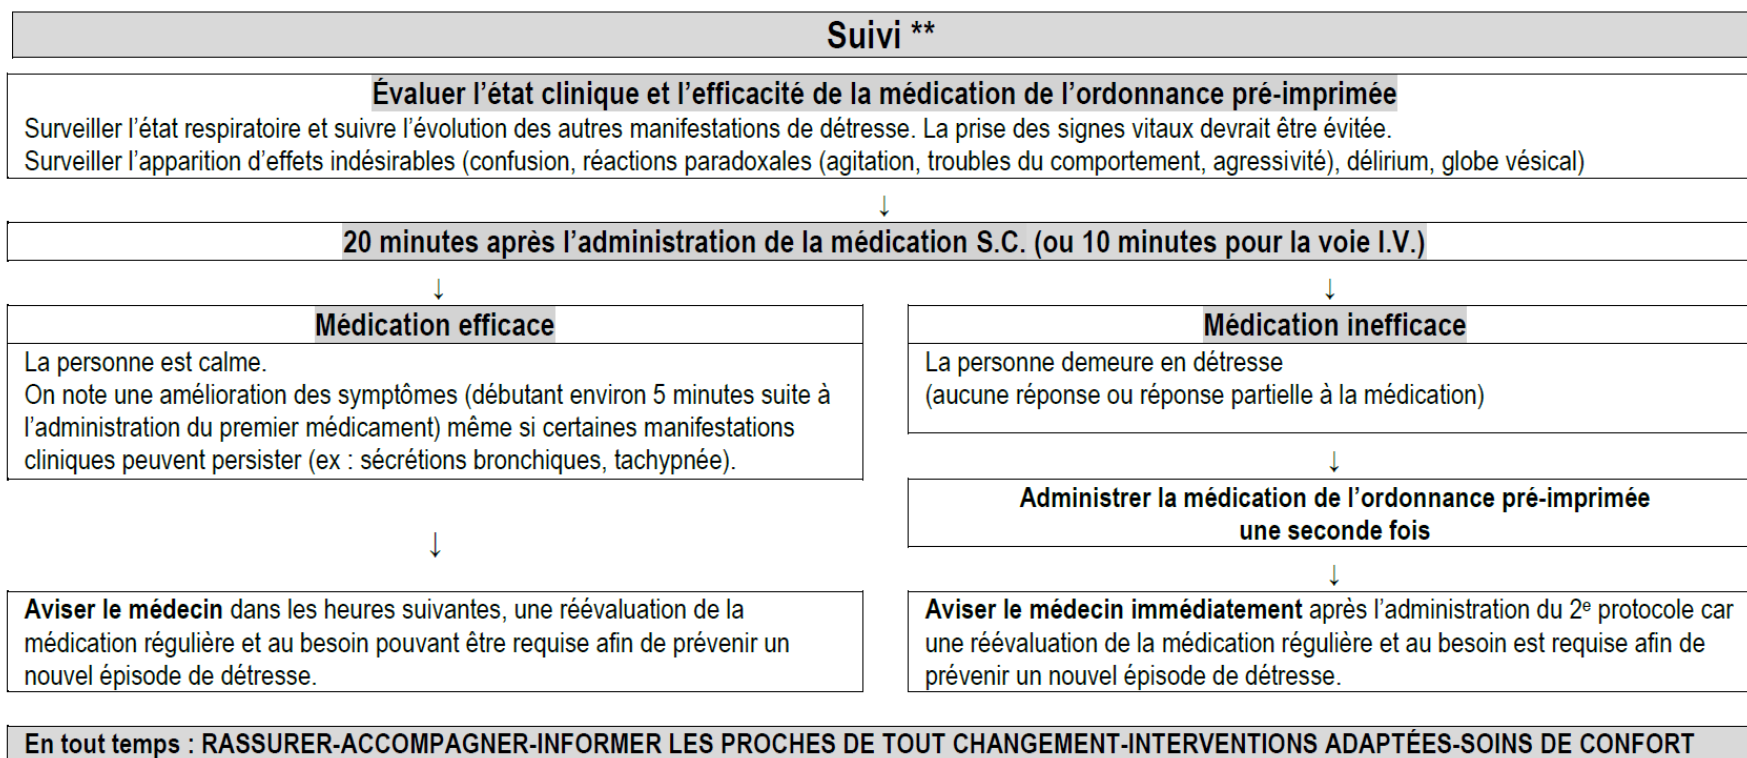 Suivi **
Évaluer l’état clinique et l’efficacité de la médication de l’ordonnance pré-imprimée
Surveiller l’état respiratoire et suivre l’évolution des autres manifestations de détresse. La prise des signes vitaux devrait être évitée.
Surveiller l’apparition d’effets indésirables (confusion, réactions paradoxales (agitation, troubles du comportement, agressivité), délirium, globe vésical)
↓
20 minutes après l’administration de la médication S.C. (ou 10 minutes pour la voie I.V.)
↓
Médication efficace
La personne est calme.
On note une amélioration des symptômes (débutant environ 5 minutes suite à
l’administration du premier médicament) même si certaines manifestations
cliniques peuvent persister (ex : sécrétions bronchiques, tachypnée).
↓
Aviser le médecin dans les heures suivantes, une réévaluation de la
médication régulière et au besoin pouvant être requise afin de prévenir un
nouvel épisode de détresse.
↓
Médication inefficace
La personne demeure en détresse
(aucune réponse ou réponse partielle à la médication)
↓
Administrer la médication de l’ordonnance pré-imprimée
une seconde fois
↓
Aviser le médecin immédiatement après l’administration du 2e protocole car
une réévaluation de la médication régulière et au besoin est requise afin de
prévenir un nouvel épisode de détresse.
En tout temps : RASSURER-ACCOMPAGNER-INFORMER LES PROCHES DE TOUT CHANGEMENT-INTERVENTIONS ADAPTÉES-SOINS DE CONFORT